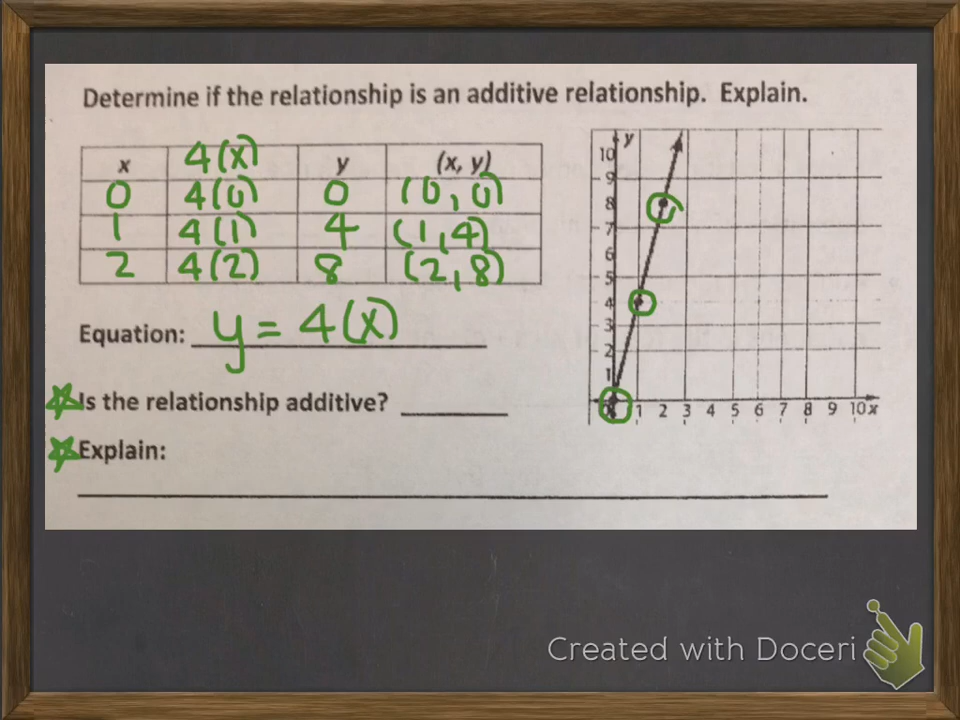 Determine if the relationship is an additive relationship. Explain.
x 4(x) y (x, y)
0 4(0) 0 (0, 0)
1 4(1) 4 (1,4)
2 4(2) 8 (2,8)
Equation: y = 4(x)
Is the relationship additive?
Explain:
y
10
9
8
7
6
5
4
3
2
1
0 1 2 3 4 5 6 7 8 9 10 x
Created with Doceri